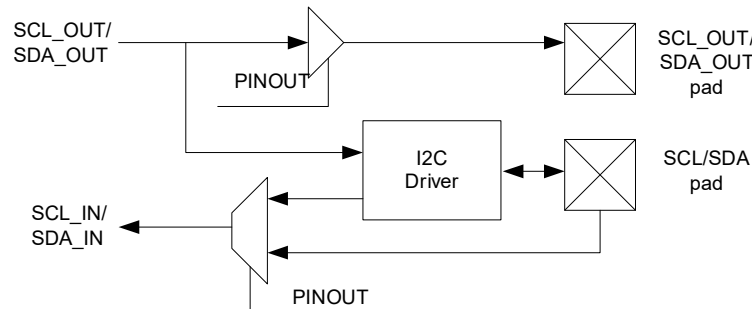 SCL_OUT/
SDA_OUT
SCL_OUT/
SDA_OUT
pad
PINOUT
I2C
Driver
SCL/SDA
pad
SCL_IN/
SDA_IN
PINOUT